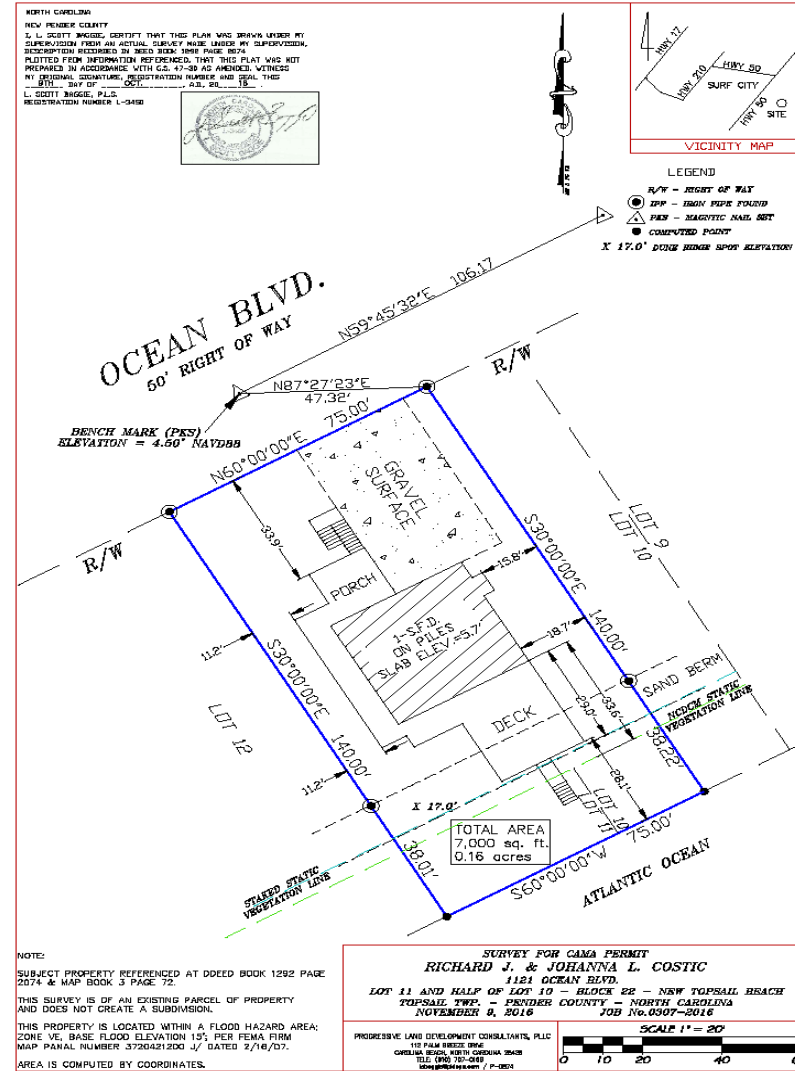 NORTH CAROLINA
NEW PENDER COUNTY
I, L. SCOTT BAGGIE, CERTIFY THAT THIS PLAN WAS DRAWN UNDER MY
SUPERVISION FROM AN ACTUAL SURVEY MADE UNDER MY SUPERVISION,
DESCRIPTION RECORDED IN DEED BOOK 1292 PAGE 2074
PLOTTED FROM INFORMATION REFERENCED. THAT THIS PLAT WAS NOT
PREPARED IN ACCORDANCE WITH G.S. 47-30 AS AMENDED. WITNESS
MY ORIGINAL SIGNATURE, REGISTRATION NUMBER AND SEAL THIS
9TH DAY OF OCT. , A.D., 20 16 .
L. SCOTT BAGGIE, P.L.S.
REGISTRATION NUMBER L-3490
HWY 17
HWY 210
HWY 50
SURF CITY
HWY 50
SITE
VICINITY MAP
LEGEND
R/W - RIGHT OF WAY
IPF - IRON PIPE FOUND
PKS - MAGNTIC NAIL SET
COMPUTED POINT
X 17.0' DUNE RIDGE SPOT ELEVATION
OCEAN BLVD.
50' RIGHT OF WAY
N59°45'32"E 106.17
R/W
N87°27'23"E
47.32'
BENCH MARK (PKS)
ELEVATION = 4.50' NAVD88
N60°00'00"E 75.00'
R/W
GRAVEL
SURFACE
LOT 9
LOT 10
33.9'
PORCH
S30°00'00"E 140.00'
15.8'
1-S.F.D.
ON PILES
SLAB ELEV.=5.7'
18.7'
11.2'
S30°00'00"E 140.00'
LOT 12
SAND BERM
NCDCM STATIC
VEGETATION LINE
DECK
29.0'
33.6'
38.22'
28.1'
11.2'
X 17.0'
LOT 10
LOT 11
TOTAL AREA
7,000 sq. ft.
0.16 acres
38.01'
S60°00'00"W 75.00'
STAKED STATIC
VEGETATION LINE
ATLANTIC OCEAN
NOTE:
SUBJECT PROPERTY REFERENCED AT DDEED BOOK 1292 PAGE
2074 & MAP BOOK 3 PAGE 72.
THIS SURVEY IS OF AN EXISTING PARCEL OF PROPERTY
AND DOES NOT CREATE A SUBDIVISION.
THIS PROPERTY IS LOCATED WITHIN A FLOOD HAZARD AREA;
ZONE VE, BASE FLOOD ELEVATION 15'; PER FEMA FIRM
MAP PANAL NUMBER 3720421200 J/ DATED 2/16/07.
AREA IS COMPUTED BY COORDINATES.
SURVEY FOR CAMA PERMIT
RICHARD J. & JOHANNA L. COSTIC
1121 OCEAN BLVD.
LOT 11 AND HALF OF LOT 10 - BLOCK 22 - NEW TOPSAIL BEACH
TOPSAIL TWP. - PENDER COUNTY - NORTH CAROLINA
NOVEMBER 9, 2016 JOB No.0307-2016
PROGRESSIVE LAND DEVELOPMENT CONSULTANTS, PLLC
112 PALM BREEZE DRIVE
CAROLINA BEACH, NORTH CAROLINA 28428
SCALE 1" = 20'
0 10 20 40